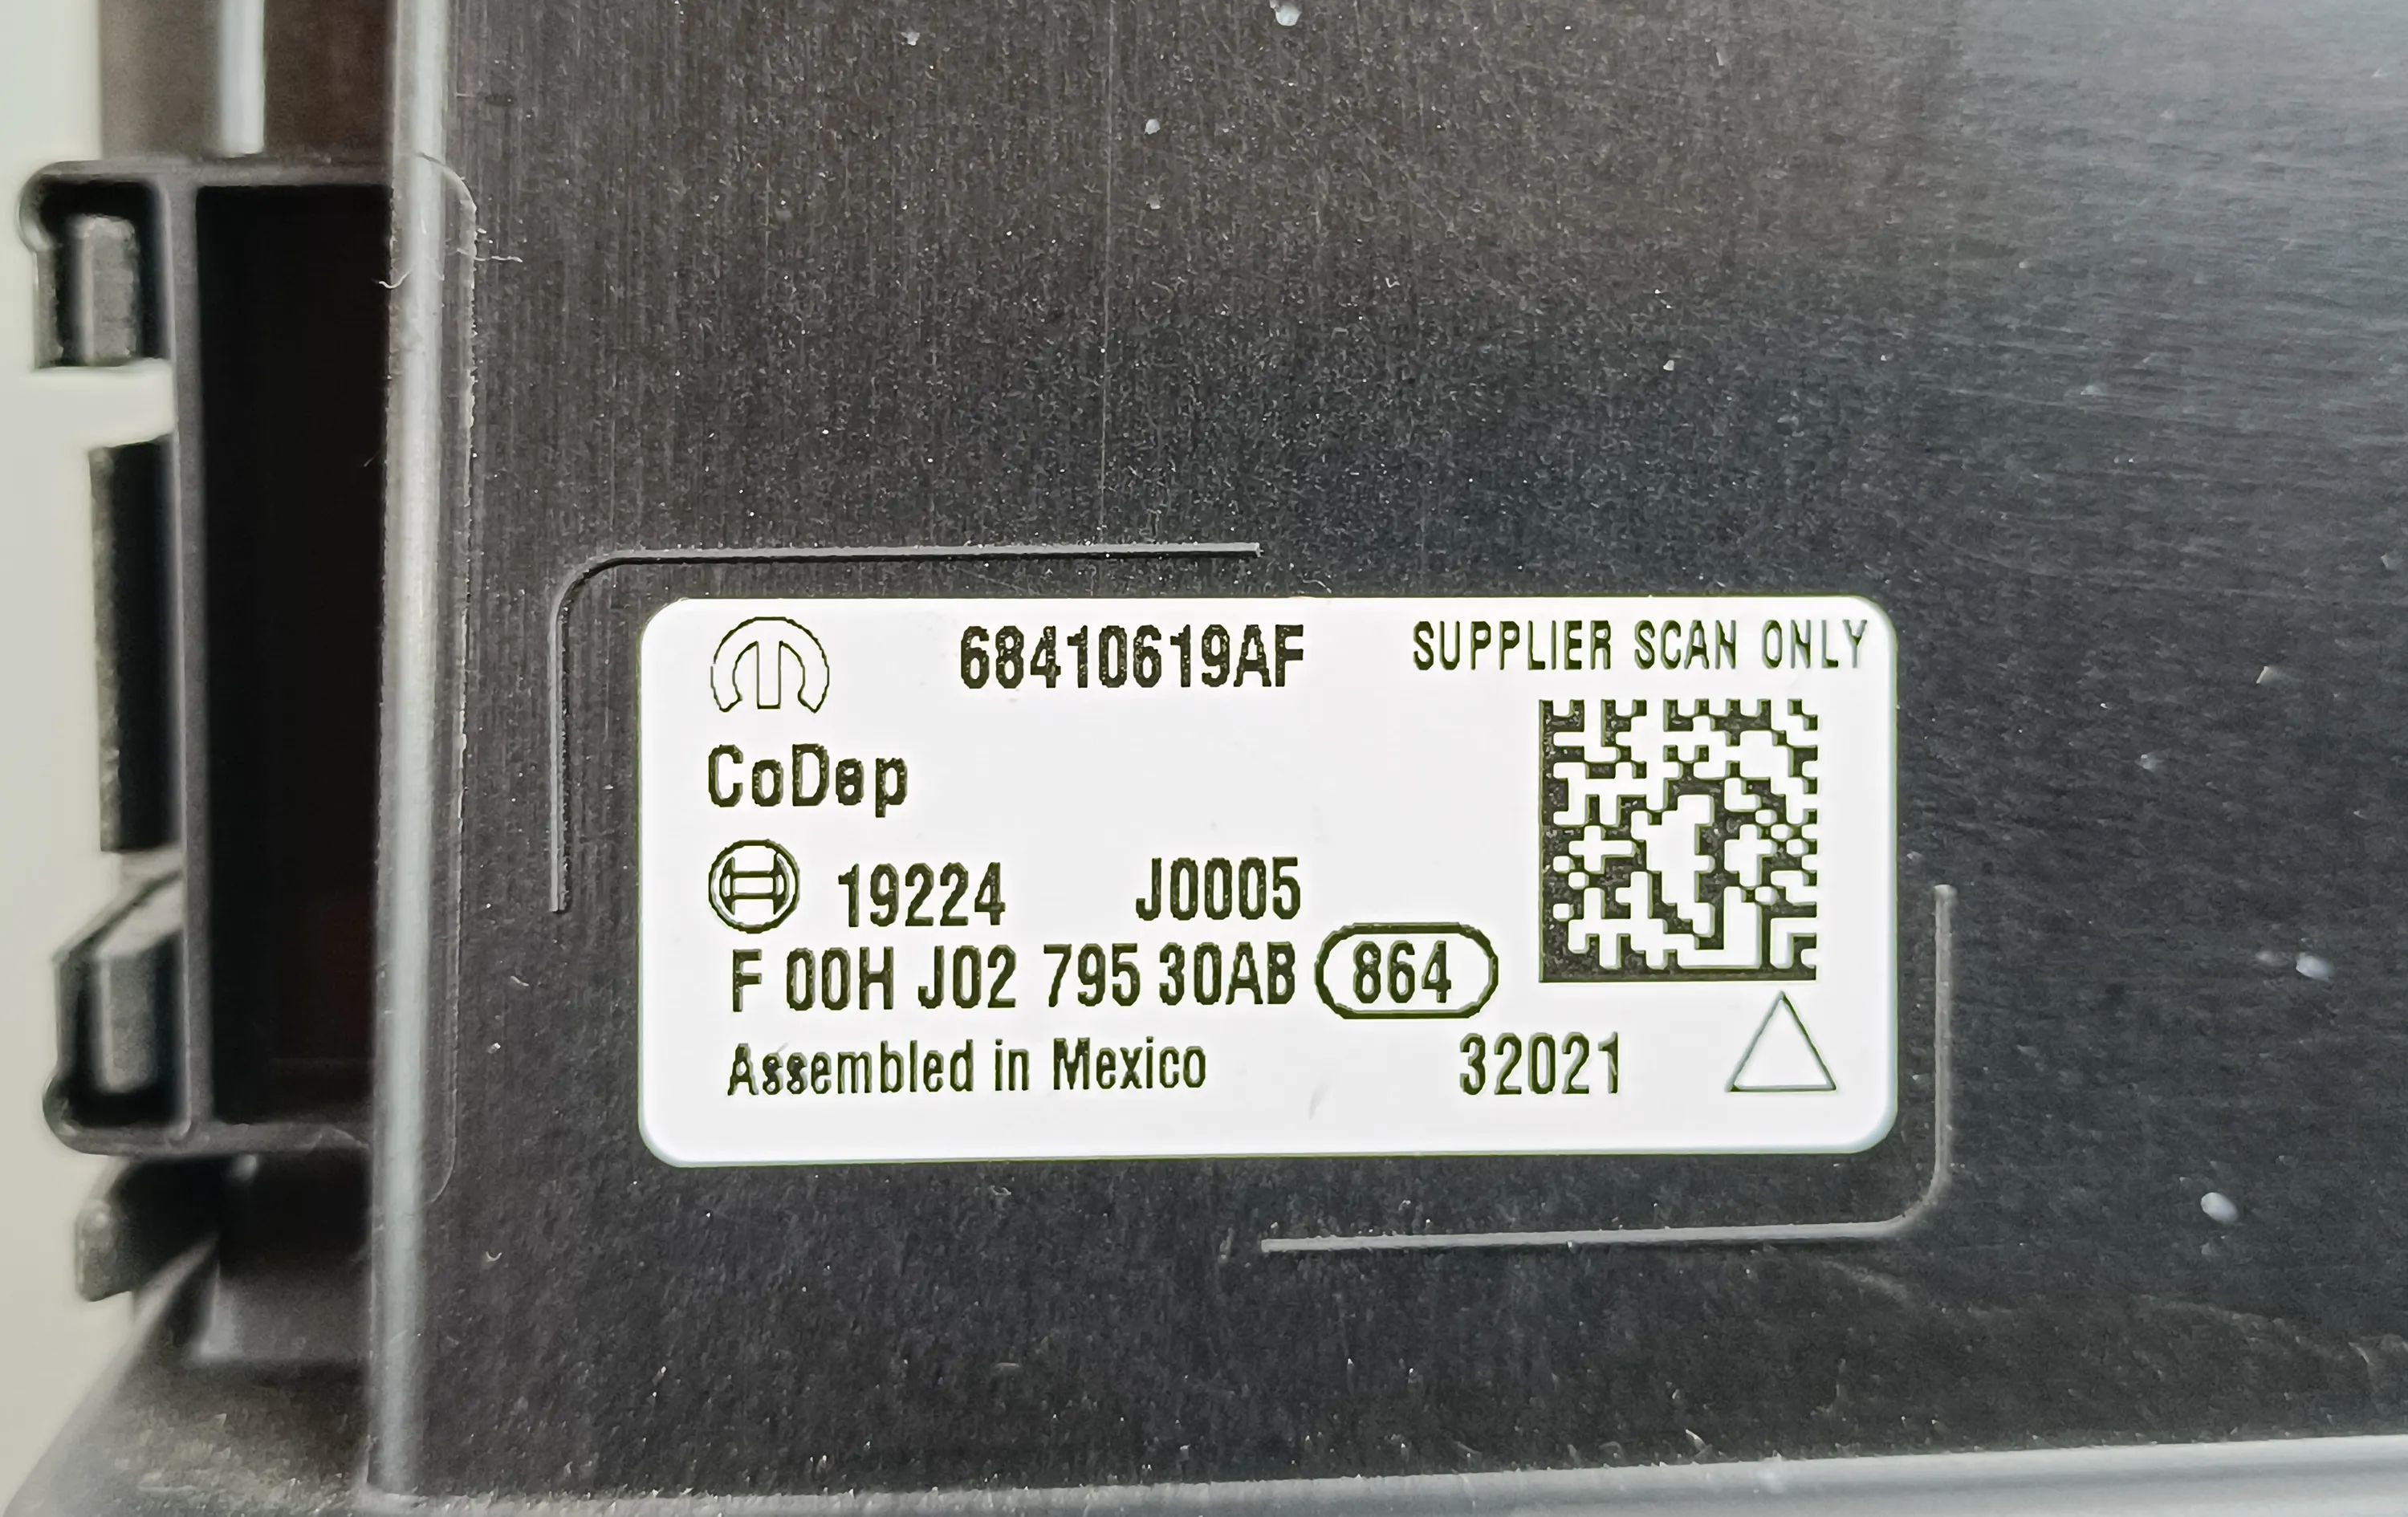 68410619AF
SUPPLIER SCAN ONLY
CoDep
19224 J0005
F 00H J02 795 30AB 864
Assembled in Mexico 32021